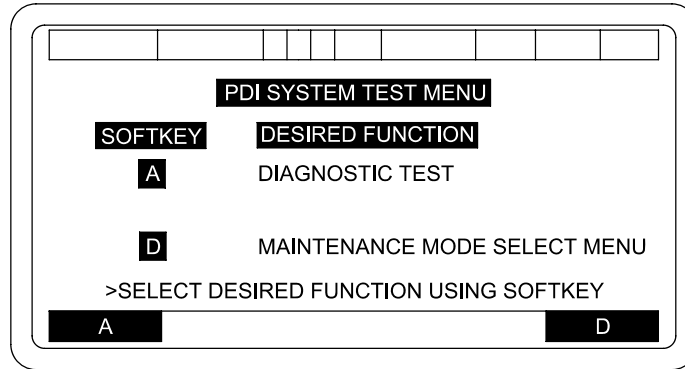 PDI SYSTEM TEST MENU
SOFTKEY DESIRED FUNCTION
A DIAGNOSTIC TEST
D MAINTENANCE MODE SELECT MENU
>SELECT DESIRED FUNCTION USING SOFTKEY
A D